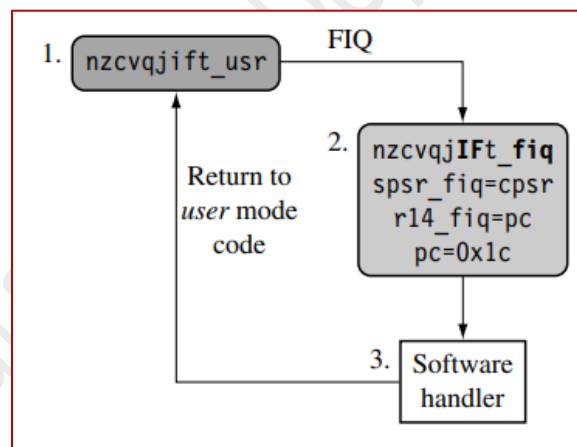 1. nzcvqjift_usr
FIQ
2. nzcvqjIFt_fiq
spsr_fiq=cpsr
r14_fiq=pc
pc=0x1c
Return to
user mode
code
3. Software
handler